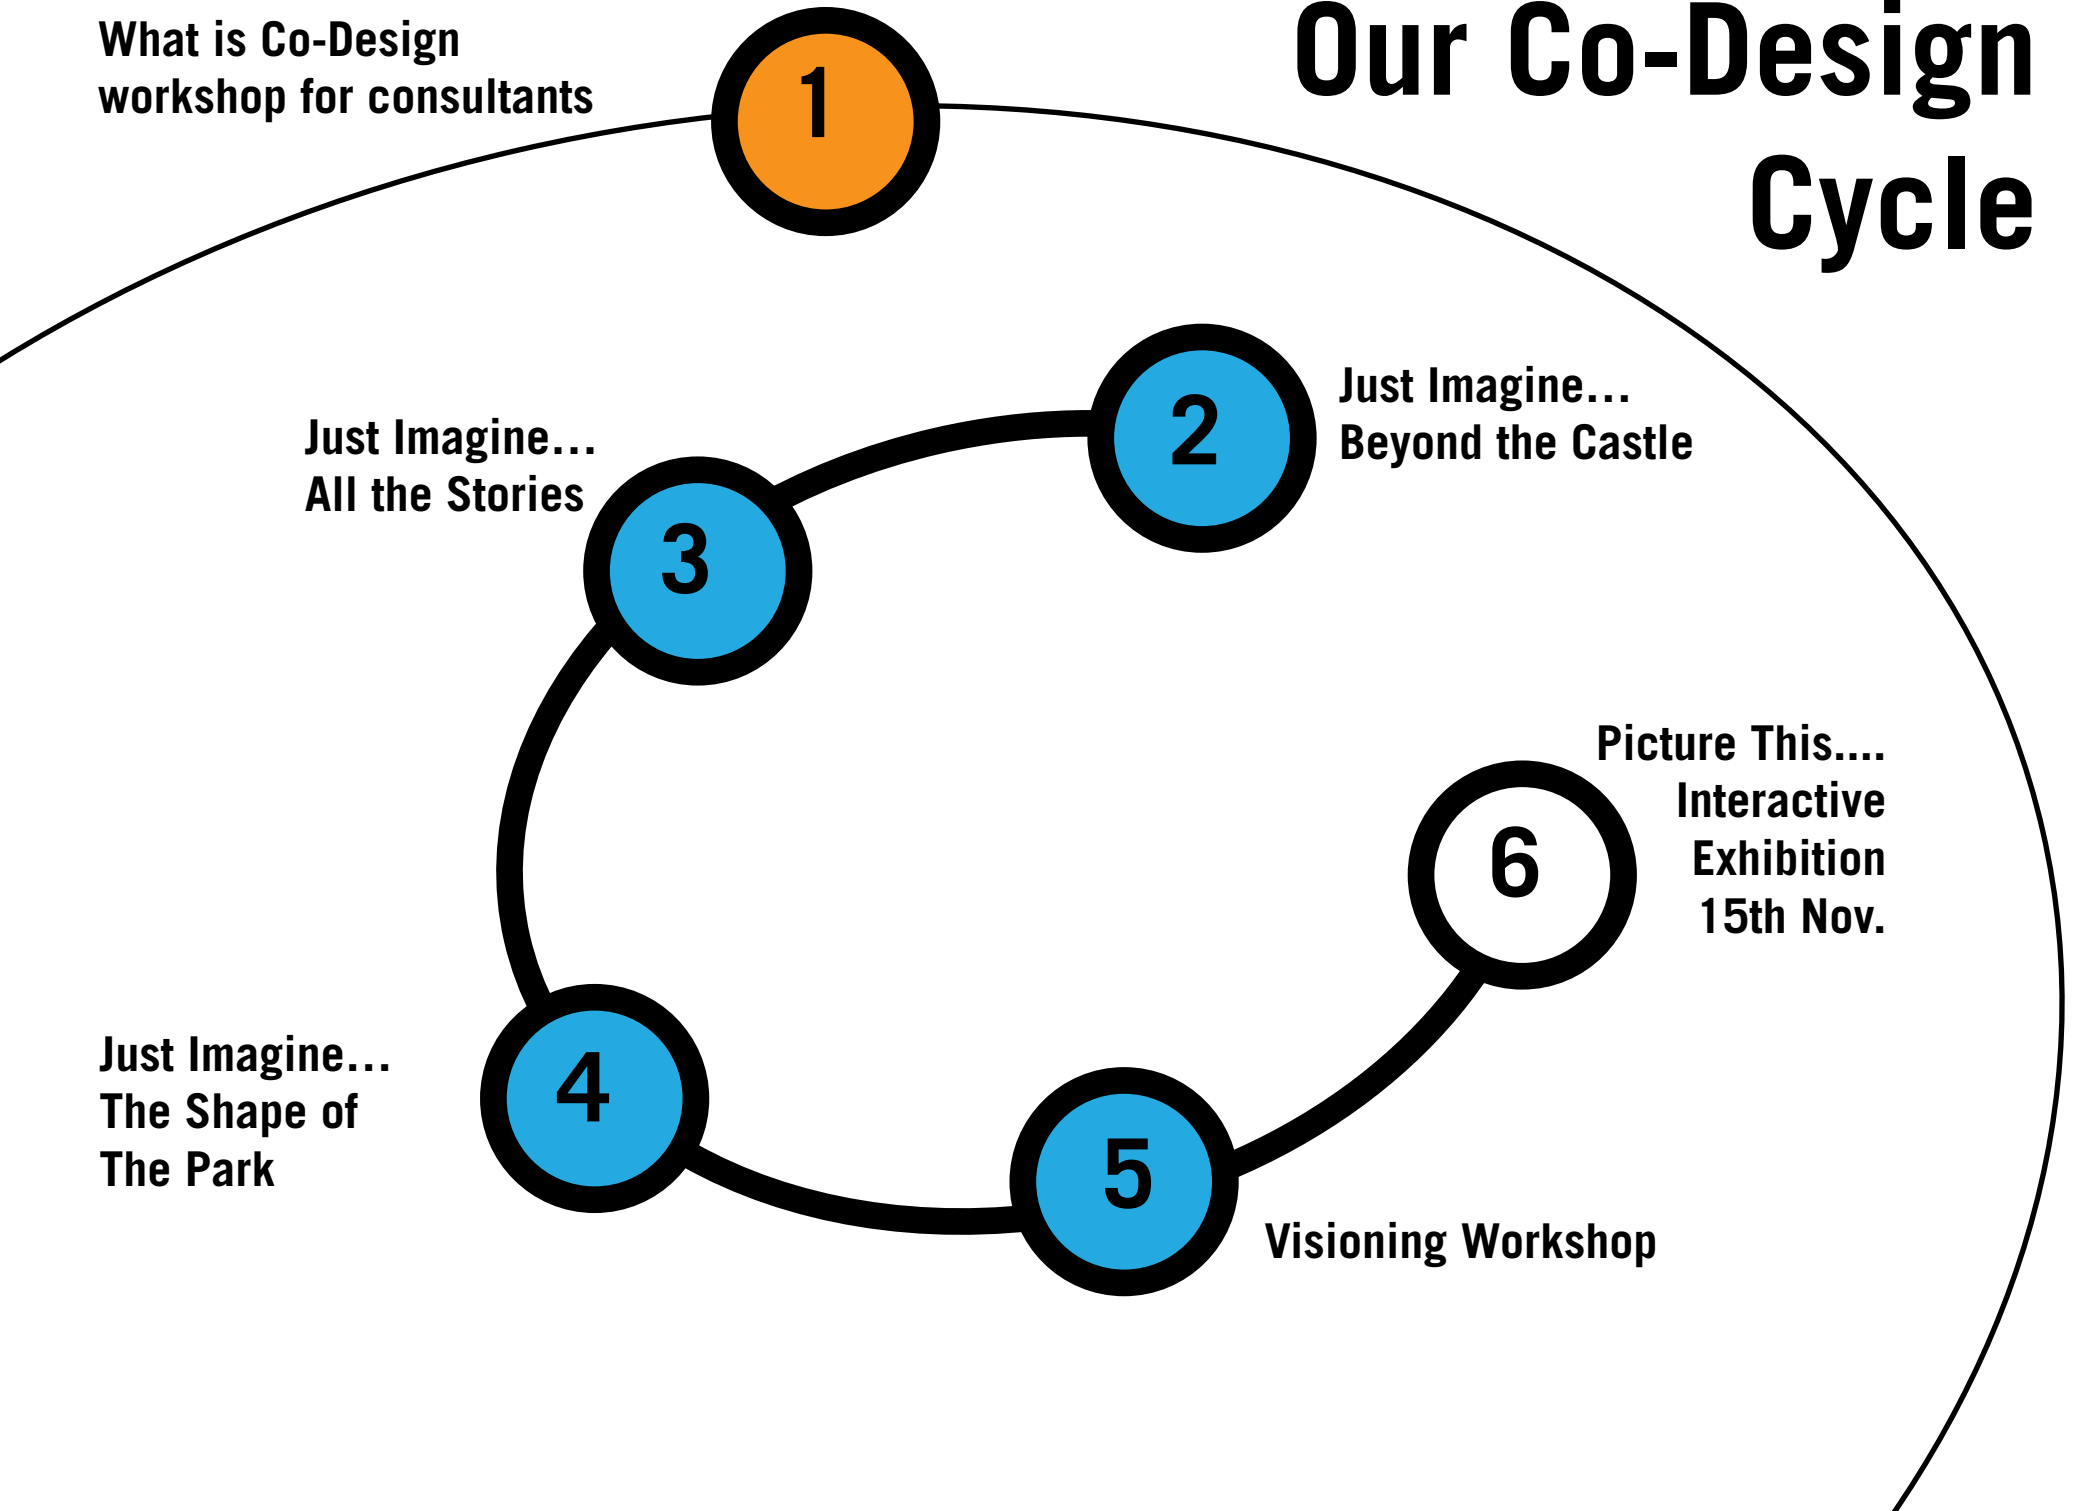 Our Co-Design
Cycle
What is Co-Design
workshop for consultants
1
2
Just Imagine…
Beyond the Castle
Just Imagine…
All the Stories
3
Just Imagine…
The Shape of
The Park
4
5
Visioning Workshop
6
Picture This....
Interactive
Exhibition
15th Nov.